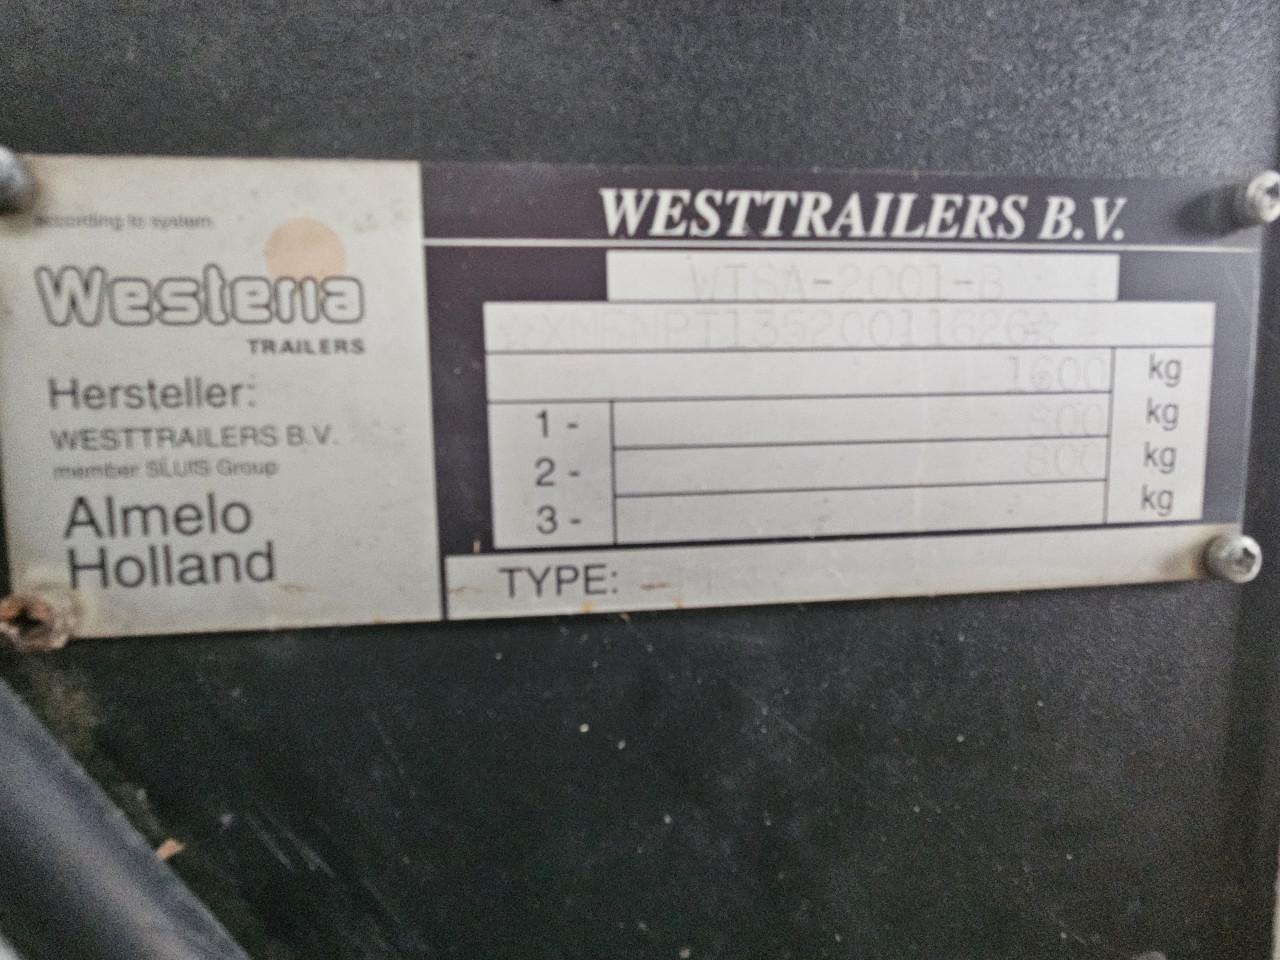 according to system
Westerra
TRAILERS
Hersteller:
WESTTRAILERS B.V.
member SLUIS Group
Almelo
Holland
WESTTRAILERS B.V.
WTSA-2001-B
1600 kg
1- 800 kg
2- 800 kg
3- kg
TYPE: